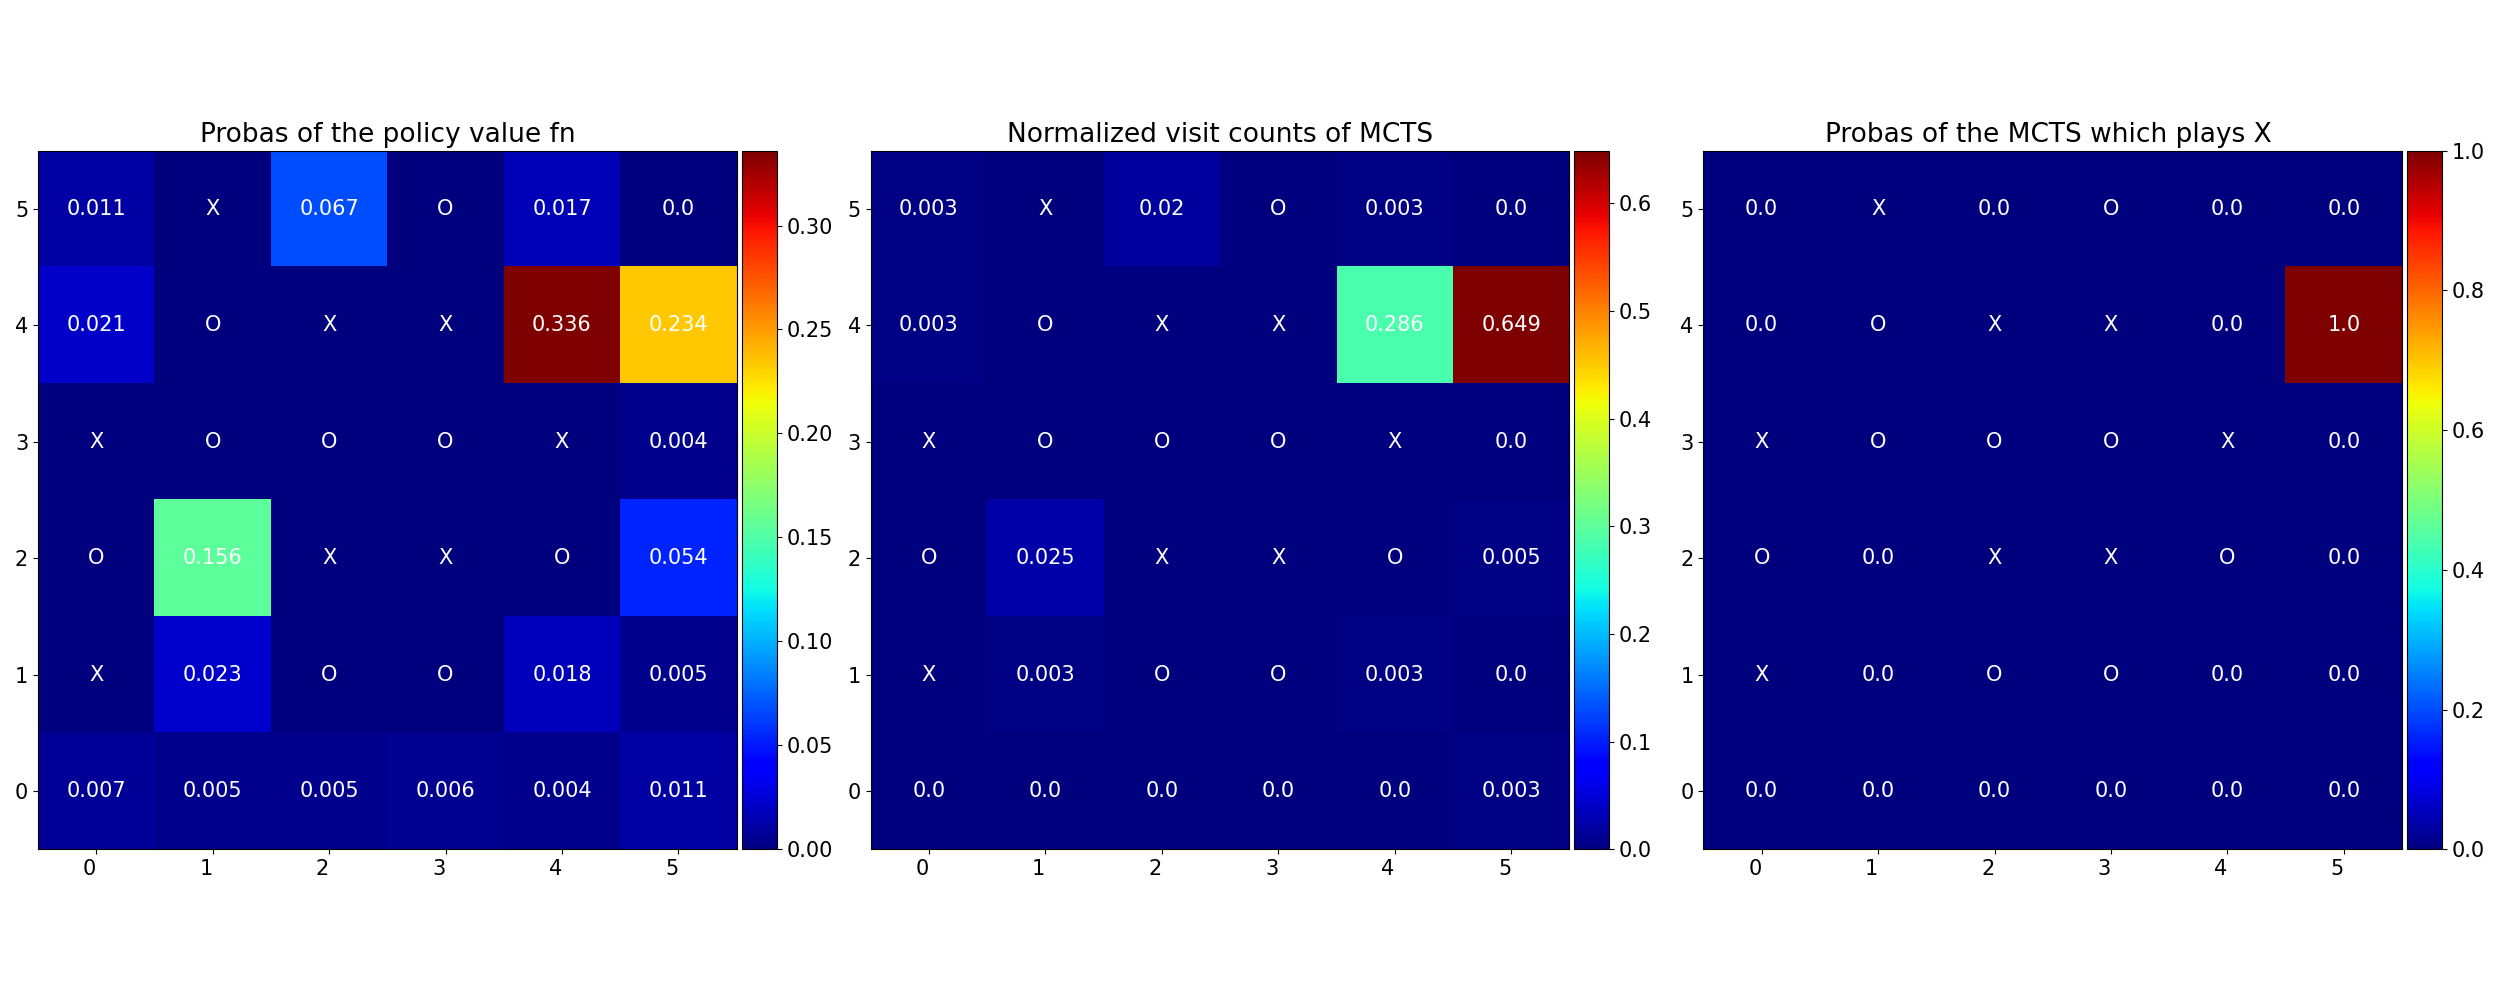 Probas of the policy value fn
5 0.011 X 0.067 O 0.017 0.0
4 0.021 O X X 0.336 0.234
3 X O O O X 0.004
2 O 0.156 X X O 0.054
1 X 0.023 O O 0.018 0.005
0 0.007 0.005 0.005 0.006 0.004 0.011
0 1 2 3 4 5
0.30
0.25
0.20
0.15
0.10
0.05
0.00
Normalized visit counts of MCTS
5 0.003 X 0.02 O 0.003 0.0
4 0.003 O X X 0.286 0.649
3 X O O O X 0.0
2 O 0.025 X X O 0.005
1 X 0.003 O O 0.003 0.0
0 0.0 0.0 0.0 0.0 0.0 0.003
0 1 2 3 4 5
0.6
0.5
0.4
0.3
0.2
0.1
0.0
Probas of the MCTS which plays X
5 0.0 X 0.0 O 0.0 0.0
4 0.0 O X X 0.0 1.0
3 X O O O X 0.0
2 O 0.0 X X O 0.0
1 X 0.0 O O 0.0 0.0
0 0.0 0.0 0.0 0.0 0.0 0.0
0 1 2 3 4 5
1.0
0.8
0.6
0.4
0.2
0.0